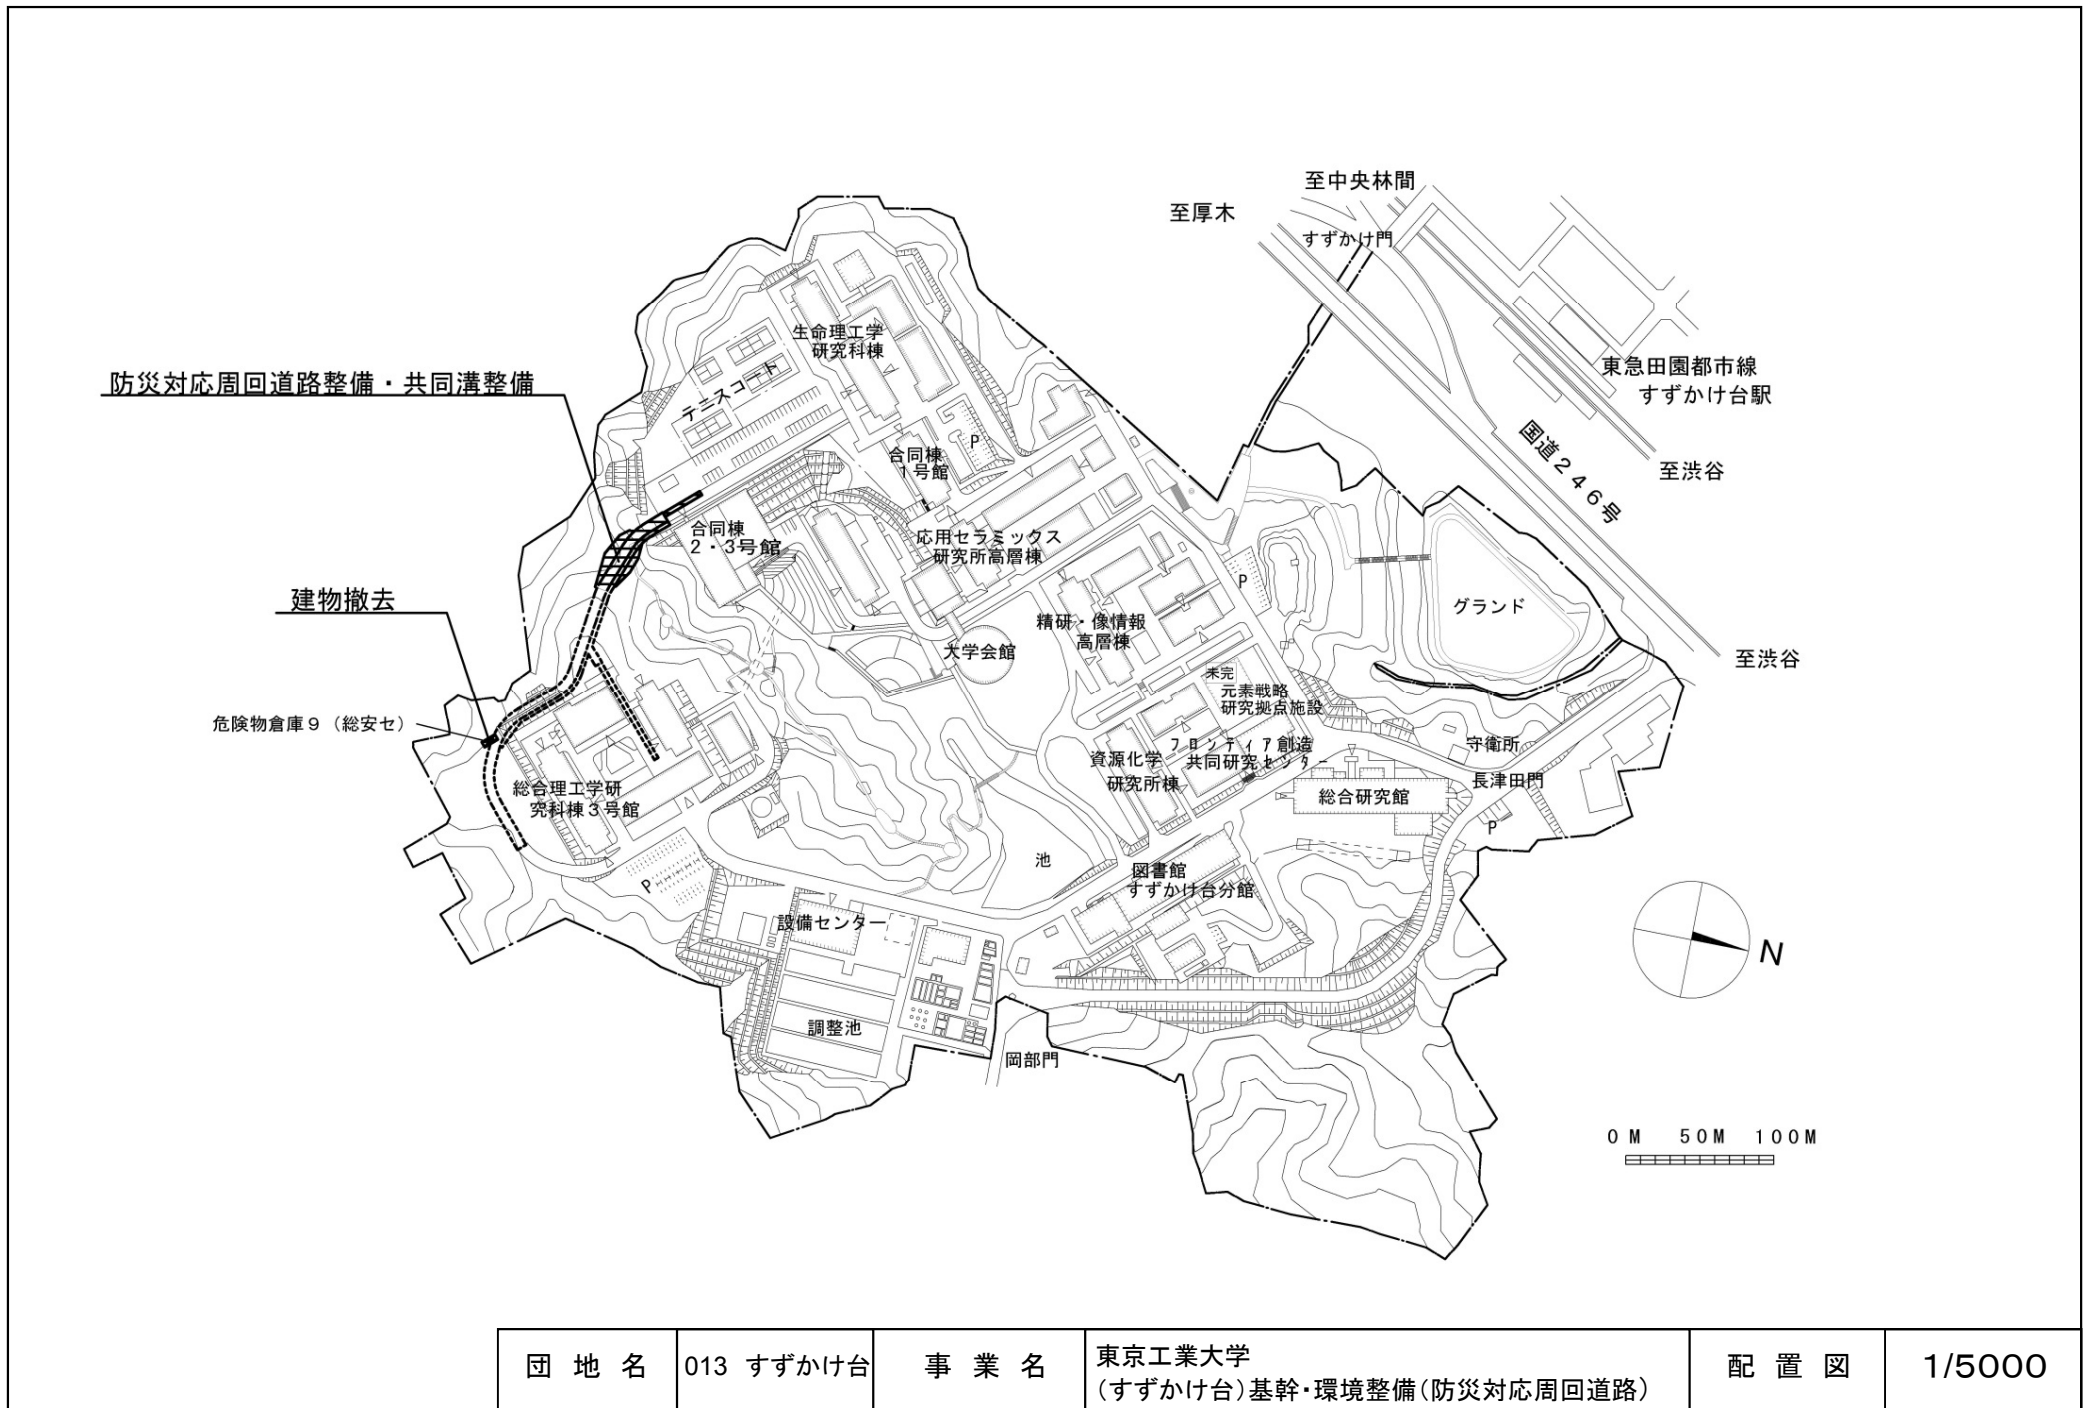 至中央林間
至厚木
すずかけ門
生命理工学
研究科棟
東急田園都市線
すずかけ台駅
防災対応周回道路整備・共同溝整備
テニスコート
国道246号
至渋谷
P
合同棟
1号館
合同棟
2・3号館
応用セラミックス
研究所高層棟
P
建物撤去
グランド
精研・像情報
高層棟
大学会館
至渋谷
未完
元素戦略
研究拠点施設
危険物倉庫9(総安セ)
フロンティア創造
共同研究センター
守衛所
資源化学
研究所棟
長津田門
総合理工学研
究科棟3号館
総合研究館
P
池
図書館
すずかけ台分館
P
設備センター
N
調整池
岡部門
0M 50M 100M
団地名 013 すずかけ台 事業名 東京工業大学
(すずかけ台)基幹・環境整備(防災対応周回道路) 配置図 1/5000